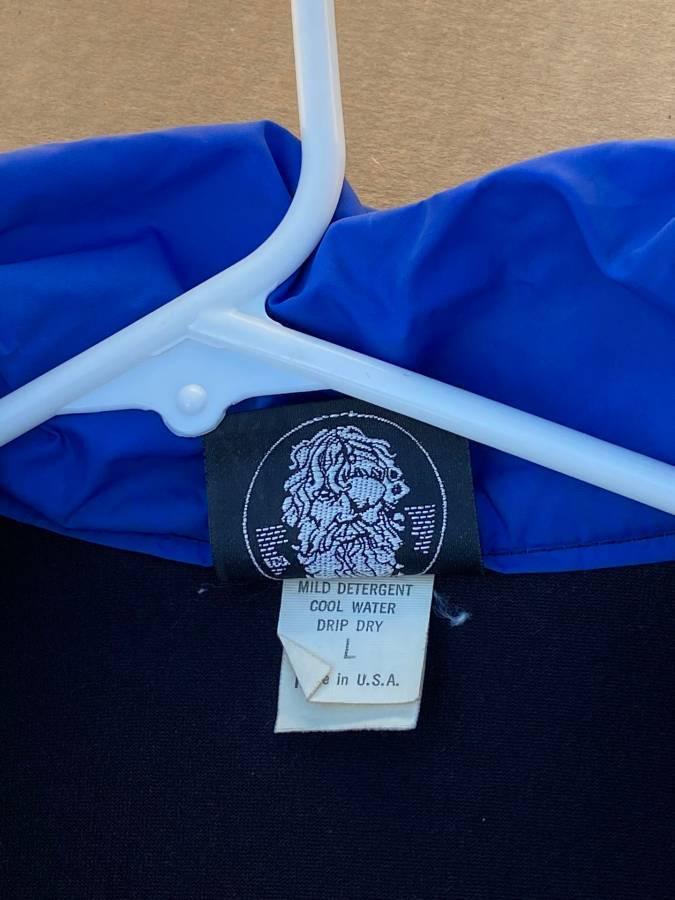 MILD DETERGENT
COOL WATER
DRIP DRY
L
in U.S.A.